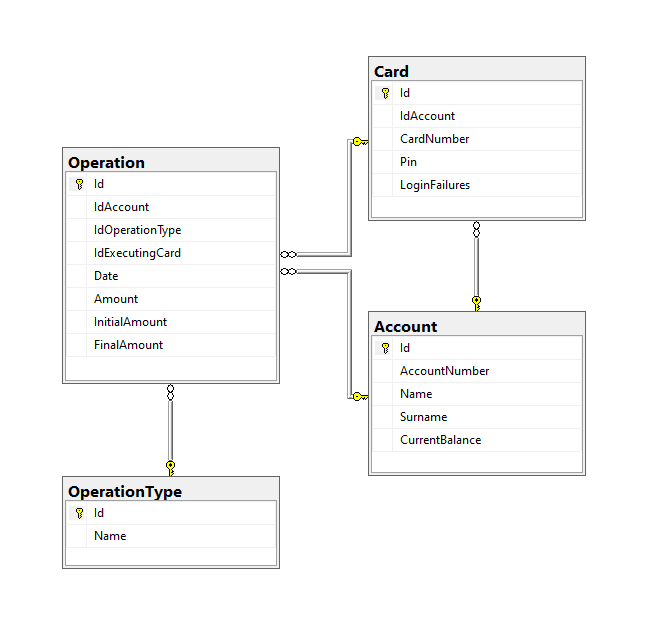 Card
Id
IdAccount
CardNumber
Pin
LoginFailures
Operation
Id
IdAccount
IdOperationType
IdExecutingCard
Date
Amount
InitialAmount
FinalAmount
Account
Id
AccountNumber
Name
Surname
CurrentBalance
OperationType
Id
Name